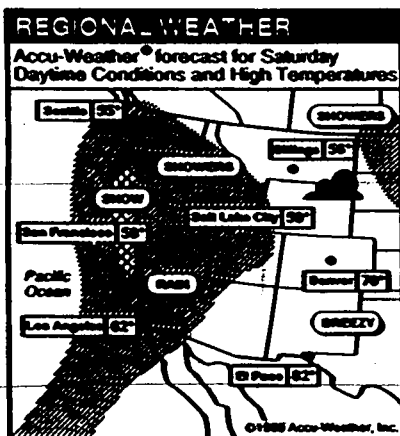 REGIONAL WEATHER
Accu-Weather® forecast for Saturday
Daytime Conditions and High Temperatures
Seattle 55°
SHOWERS
Billings 56°
SHOWERS
SNOW
Salt Lake City
San Francisco 59°
Pacific
Ocean
RAIN
Denver 70°
Los Angeles 62°
BREEZY
El Paso 82°
Accu-Weather, Inc.